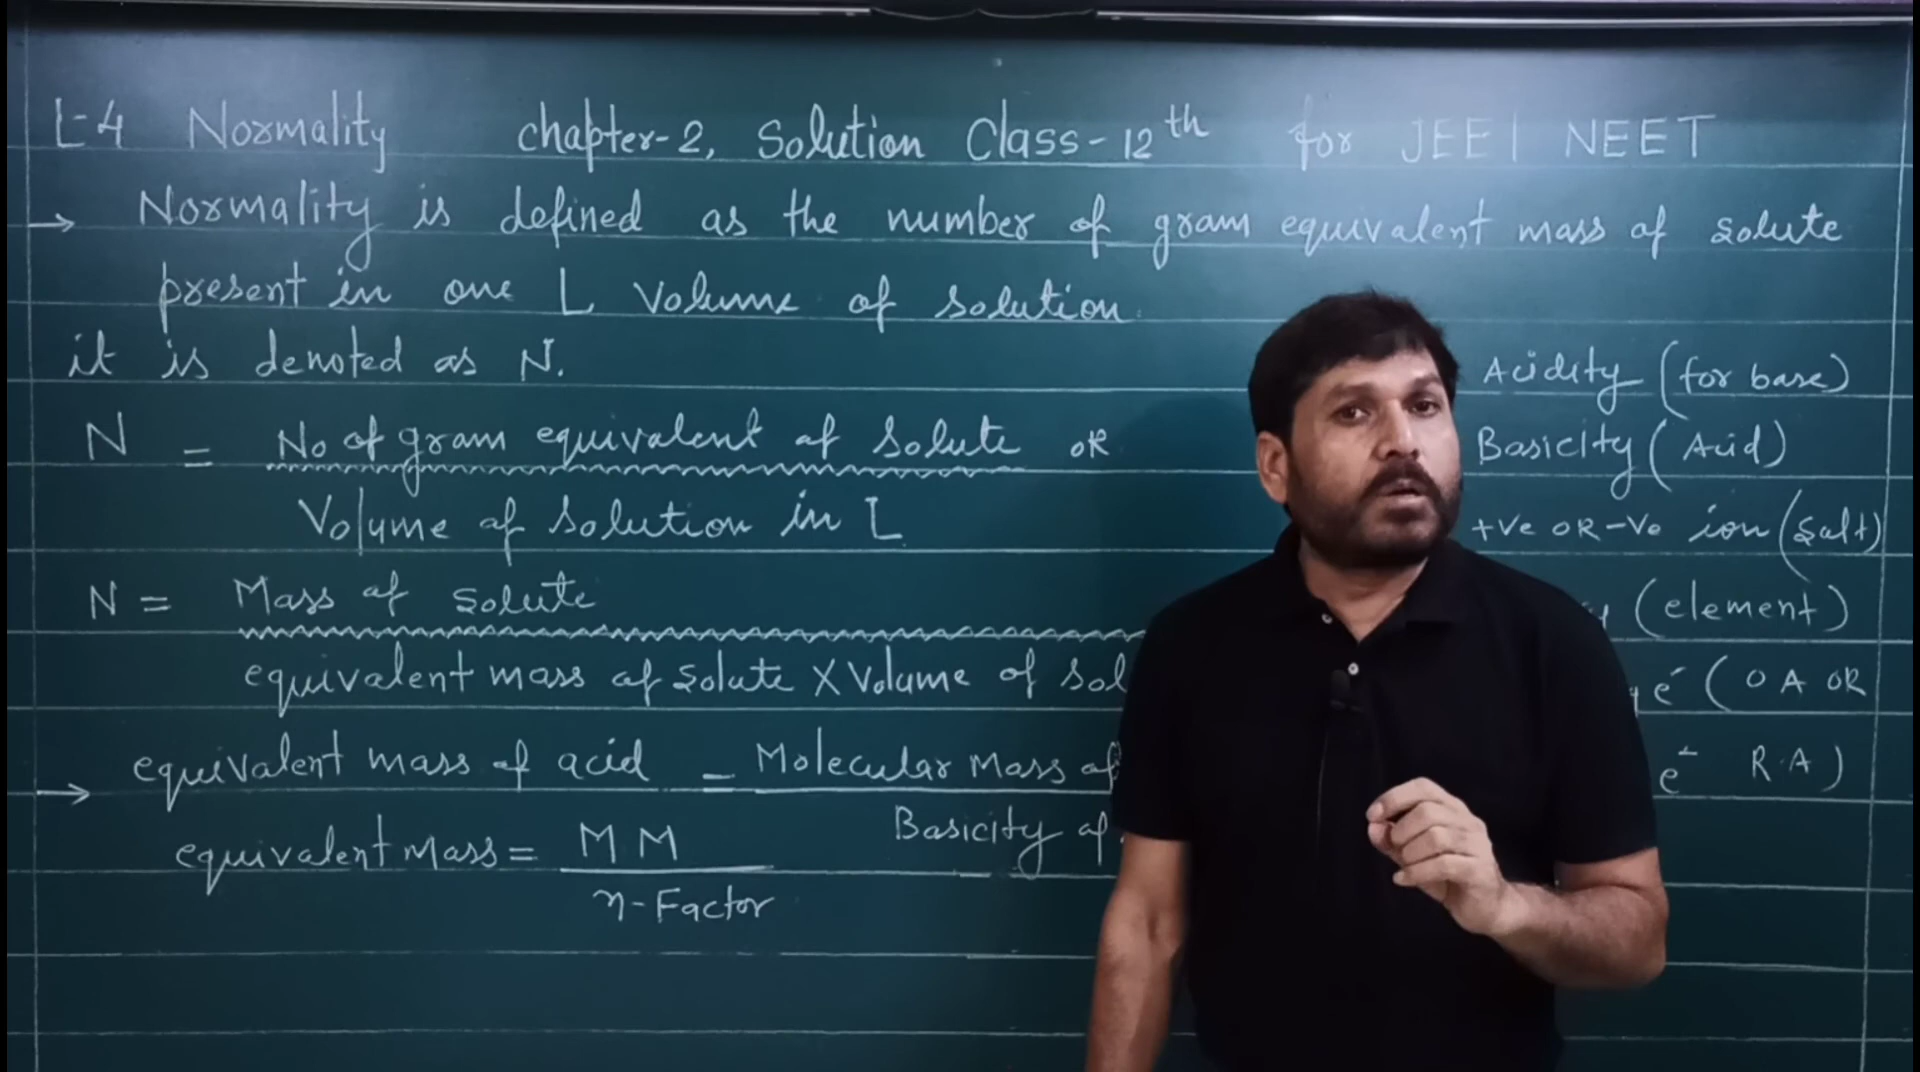 L-4 Normality chapter-2, Solution Class-12th for JEE| NEET
→ Normality is defined as the number of gram equivalent mass of solute
present in one L Volume of solution.
it is denoted as N.
N = No of gram equivalent of solute OR
Volume of solution in L
N = Mass of solute
equivalent mass of solute X Volume of sol
→ equivalent mass of acid = Molecular Mass of
Basicity of
equivalent Mass = M M
n-Factor
Acidity (for base)
Basicity (Acid)
+Ve OR -Ve ion (salt)
(element)
e- (O A OR
e- R.A)